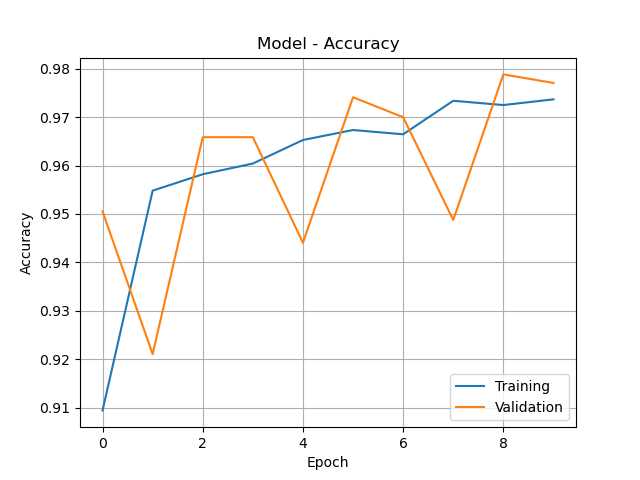 Model - Accuracy
0.98
0.97
0.96
0.95
0.94
0.93
0.92
0.91
Accuracy
0 2 4 6 8
Epoch
Training
Validation